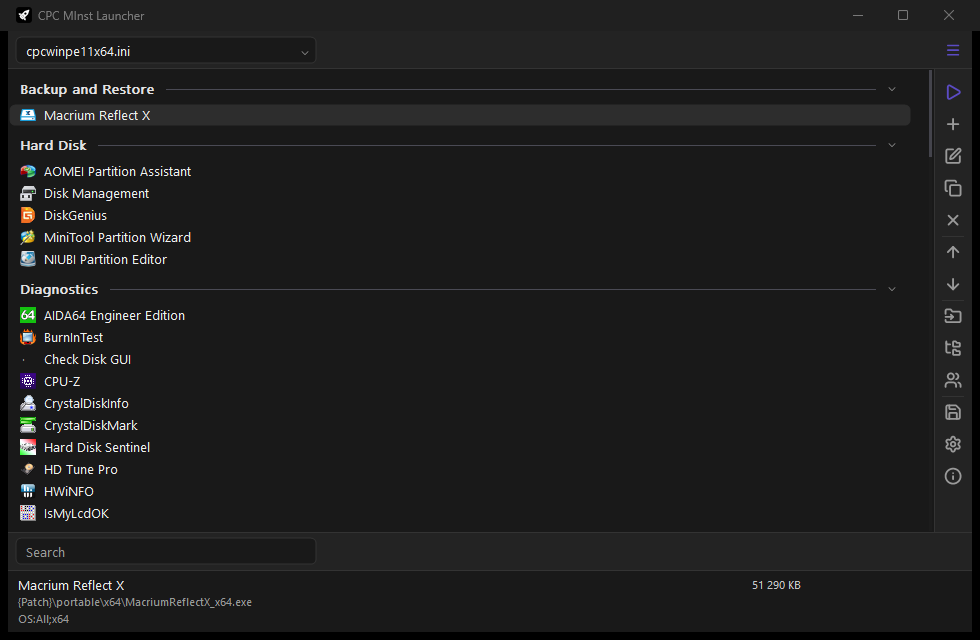 CPC MInst Launcher
cpcwinpe11x64.ini
Backup and Restore
Macrium Reflect X
Hard Disk
AOMEI Partition Assistant
Disk Management
DiskGenius
MiniTool Partition Wizard
NIUBI Partition Editor
Diagnostics
64 AIDA64 Engineer Edition
BurnInTest
Check Disk GUI
CPU-Z
CrystalDiskInfo
CrystalDiskMark
Hard Disk Sentinel
HD Tune Pro
HWiNFO
IsMyLcdOK
Search
Macrium Reflect X 51 290 KB
{Patch}\portable\x64\MacriumReflectX_x64.exe
OS:All;x64